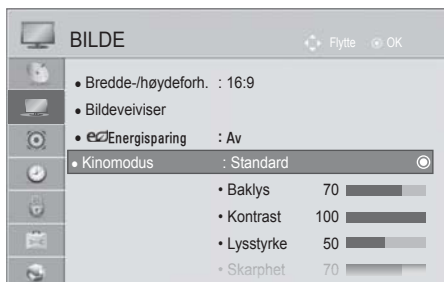 BILDE
Flytte OK
• Bredde-/høydeforh. : 16:9
• Bildeveiviser
• eco Energisparing : Av
• Kinomodus : Standard
• Baklys 70
• Kontrast 100
• Lysstyrke 50
• Skarphet 70